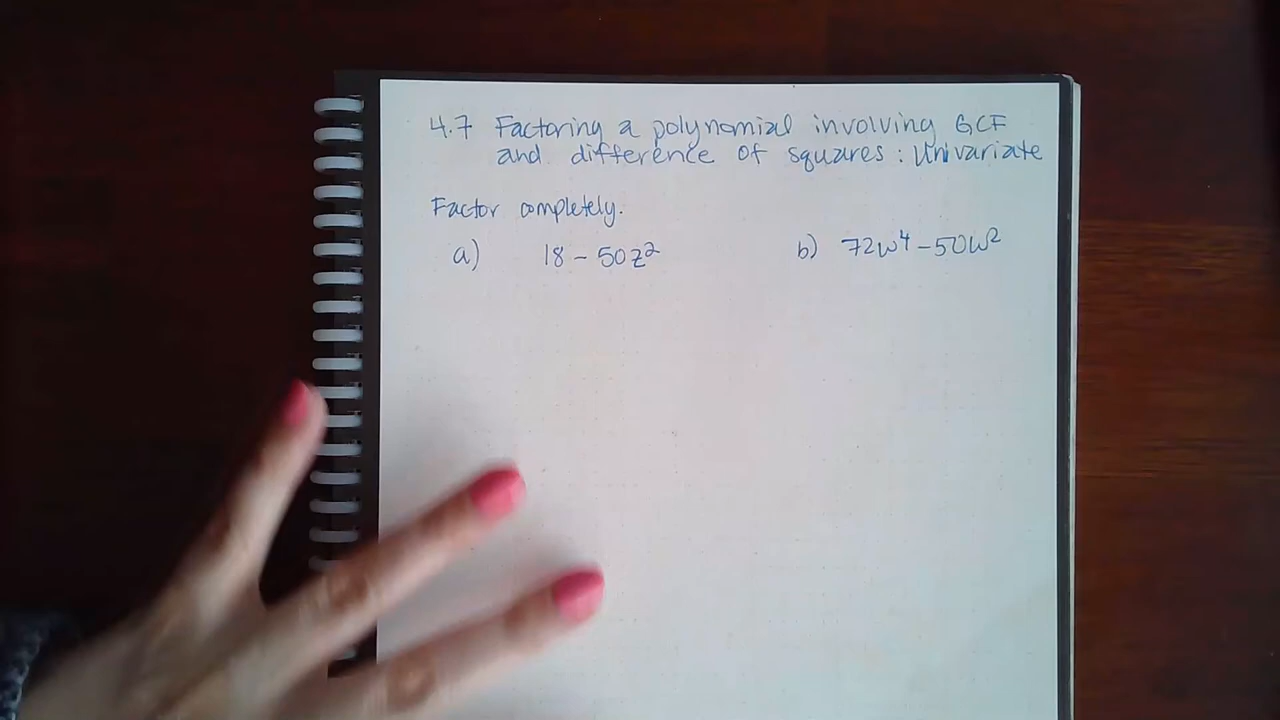 4.7 Factoring a polynomial involving GCF
and difference of squares : Univariate
Factor completely.
a) 18 - 50z² b) 72w⁴ - 50w²